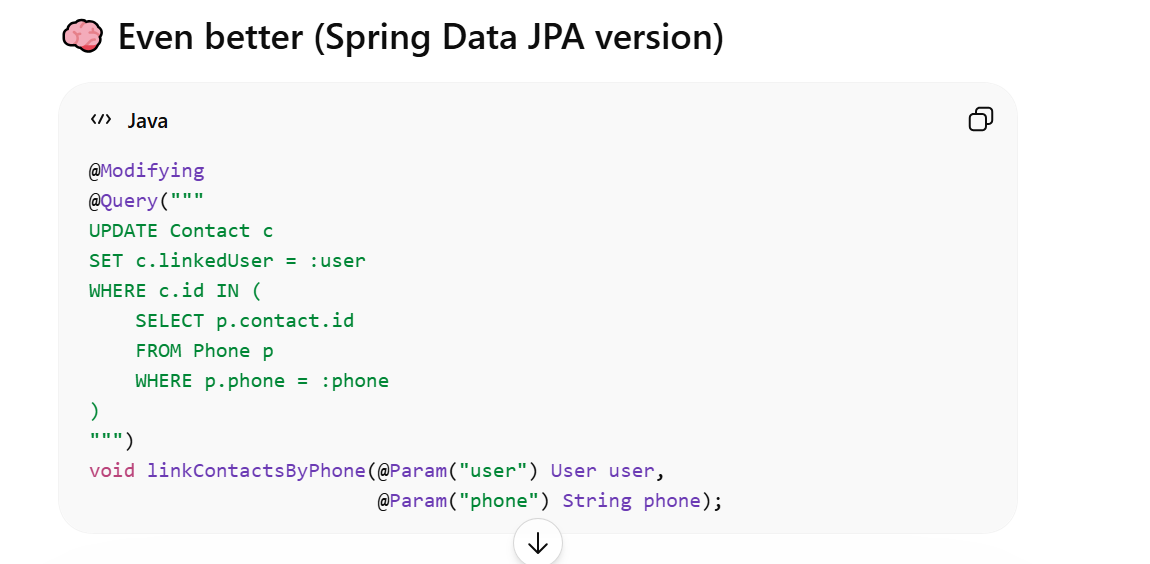 Even better (Spring Data JPA version)
Java
@Modifying
@Query("""
UPDATE Contact c
SET c.linkedUser = :user
WHERE c.id IN (
    SELECT p.contact.id
    FROM Phone p
    WHERE p.phone = :phone
)
""")
void linkContactsByPhone(@Param("user") User user,
                         @Param("phone") String phone);